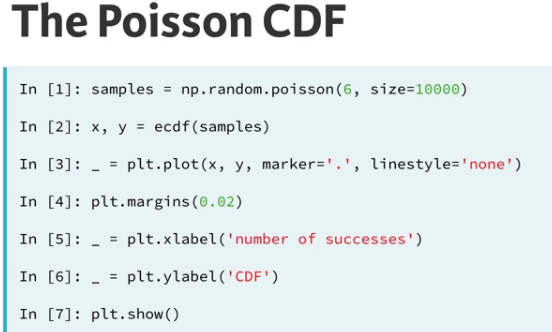 The Poisson CDF
In [1]: samples = np.random.poisson(6, size=10000)
In [2]: x, y = ecdf(samples)
In [3]: _ = plt.plot(x, y, marker='.', linestyle='none')
In [4]: plt.margins(0.02)
In [5]: _ = plt.xlabel('number of successes')
In [6]: _ = plt.ylabel('CDF')
In [7]: plt.show()